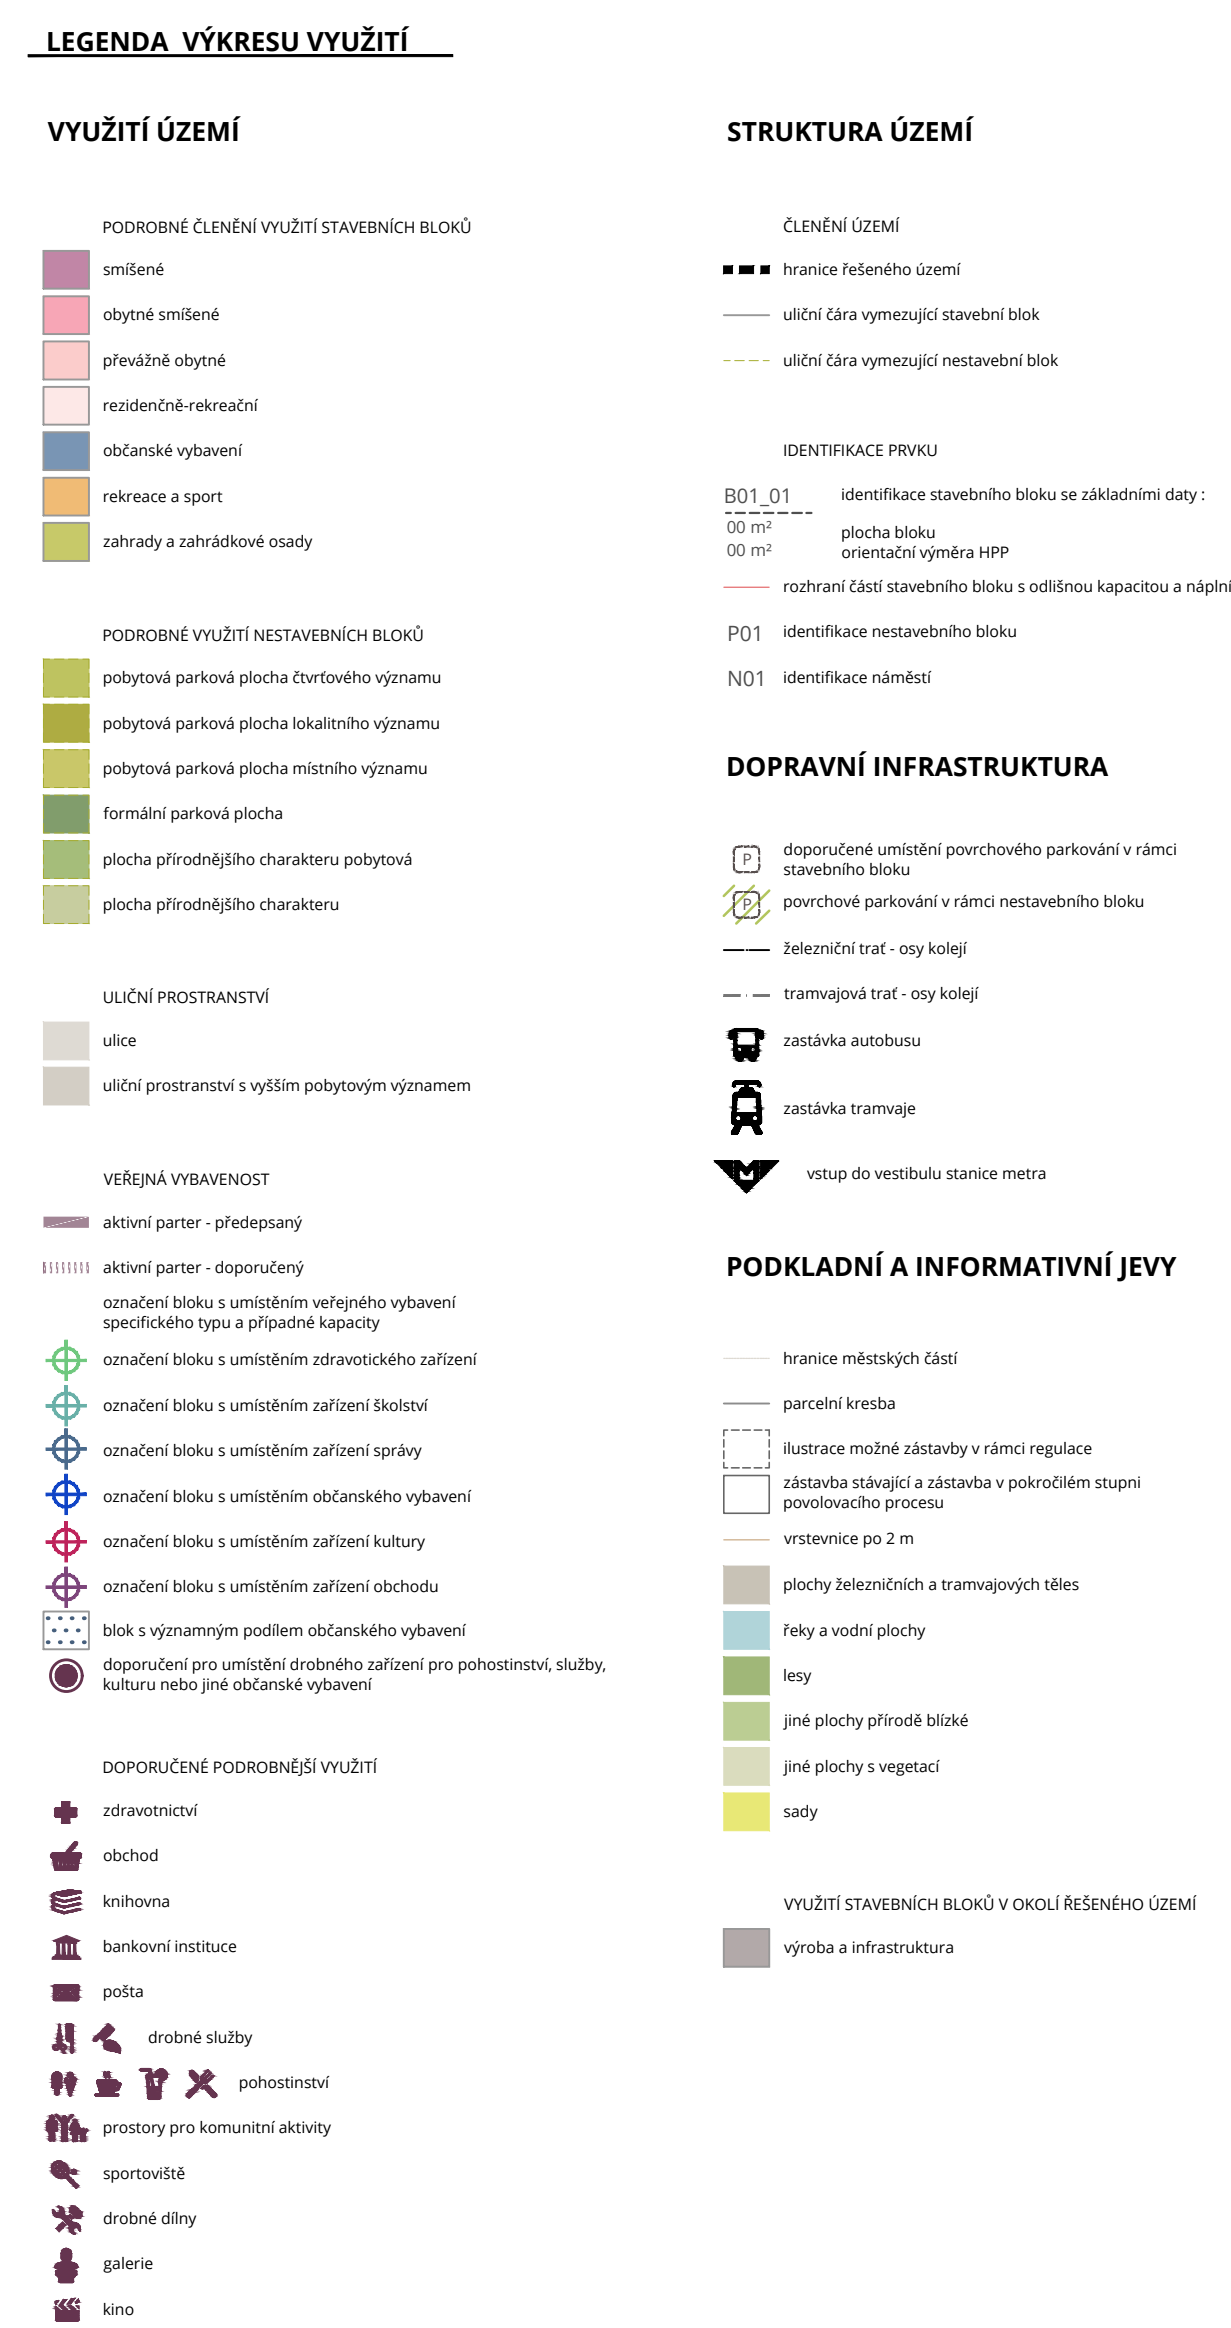 LEGENDA VÝKRESU VYUŽITÍ
VYUŽITÍ ÚZEMÍ
PODROBNÉ ČLENĚNÍ VYUŽITÍ STAVEBNÍCH BLOKŮ
smíšené
obytné smíšené
převážně obytné
rezidenčně-rekreační
občanské vybavení
rekreace a sport
zahrady a zahrádkové osady
PODROBNÉ VYUŽITÍ NESTAVEBNÍCH BLOKŮ
pobytová parková plocha čtvrťového významu
pobytová parková plocha lokalitního významu
pobytová parková plocha místního významu
formální parková plocha
plocha přírodnějšího charakteru pobytová
plocha přírodnějšího charakteru
ULIČNÍ PROSTRANSTVÍ
ulice
uliční prostranství s vyšším pobytovým významem
VEŘEJNÁ VYBAVENOST
aktivní parter - předepsaný
aktivní parter - doporučený
označení bloku s umístěním veřejného vybavení
specifického typu a případné kapacity
označení bloku s umístěním zdravotického zařízení
označení bloku s umístěním zařízení školství
označení bloku s umístěním zařízení správy
označení bloku s umístěním občanského vybavení
označení bloku s umístěním zařízení kultury
označení bloku s umístěním zařízení obchodu
blok s významným podílem občanského vybavení
doporučení pro umístění drobného zařízení pro pohostinství, služby,
kulturu nebo jiné občanské vybavení
DOPORUČENÉ PODROBNĚJŠÍ VYUŽITÍ
zdravotnictví
obchod
knihovna
bankovní instituce
pošta
drobné služby
pohostinství
prostory pro komunitní aktivity
sportoviště
drobné dílny
galerie
kino
STRUKTURA ÚZEMÍ
ČLENĚNÍ ÚZEMÍ
hranice řešeného území
uliční čára vymezující stavební blok
uliční čára vymezující nestavební blok
IDENTIFIKACE PRVKU
B01_01 identifikace stavebního bloku se základními daty :
00 m² plocha bloku
00 m² orientační výměra HPP
rozhraní částí stavebního bloku s odlišnou kapacitou a náplní
P01 identifikace nestavebního bloku
N01 identifikace náměstí
DOPRAVNÍ INFRASTRUKTURA
P doporučené umístění povrchového parkování v rámci
stavebního bloku
P povrchové parkování v rámci nestavebního bloku
železniční trať - osy kolejí
tramvajová trať - osy kolejí
zastávka autobusu
zastávka tramvaje
M vstup do vestibulu stanice metra
PODKLADNÍ A INFORMATIVNÍ JEVY
hranice městských částí
parcelní kresba
ilustrace možné zástavby v rámci regulace
zástavba stávající a zástavba v pokročilém stupni
povolovacího procesu
vrstevnice po 2 m
plochy železničních a tramvajových těles
řeky a vodní plochy
lesy
jiné plochy přírodě blízké
jiné plochy s vegetací
sady
VYUŽITÍ STAVEBNÍCH BLOKŮ V OKOLÍ ŘEŠENÉHO ÚZEMÍ
výroba a infrastruktura